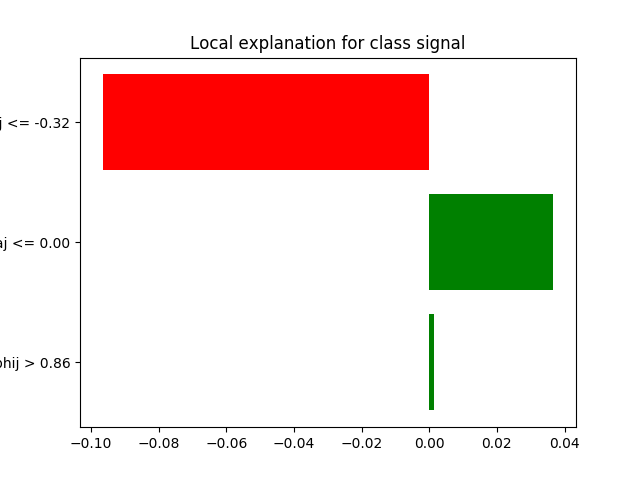 Local explanation for class signal
j <= -0.32
aj <= 0.00
phij > 0.86
−0.10 −0.08 −0.06 −0.04 −0.02 0.00 0.02 0.04